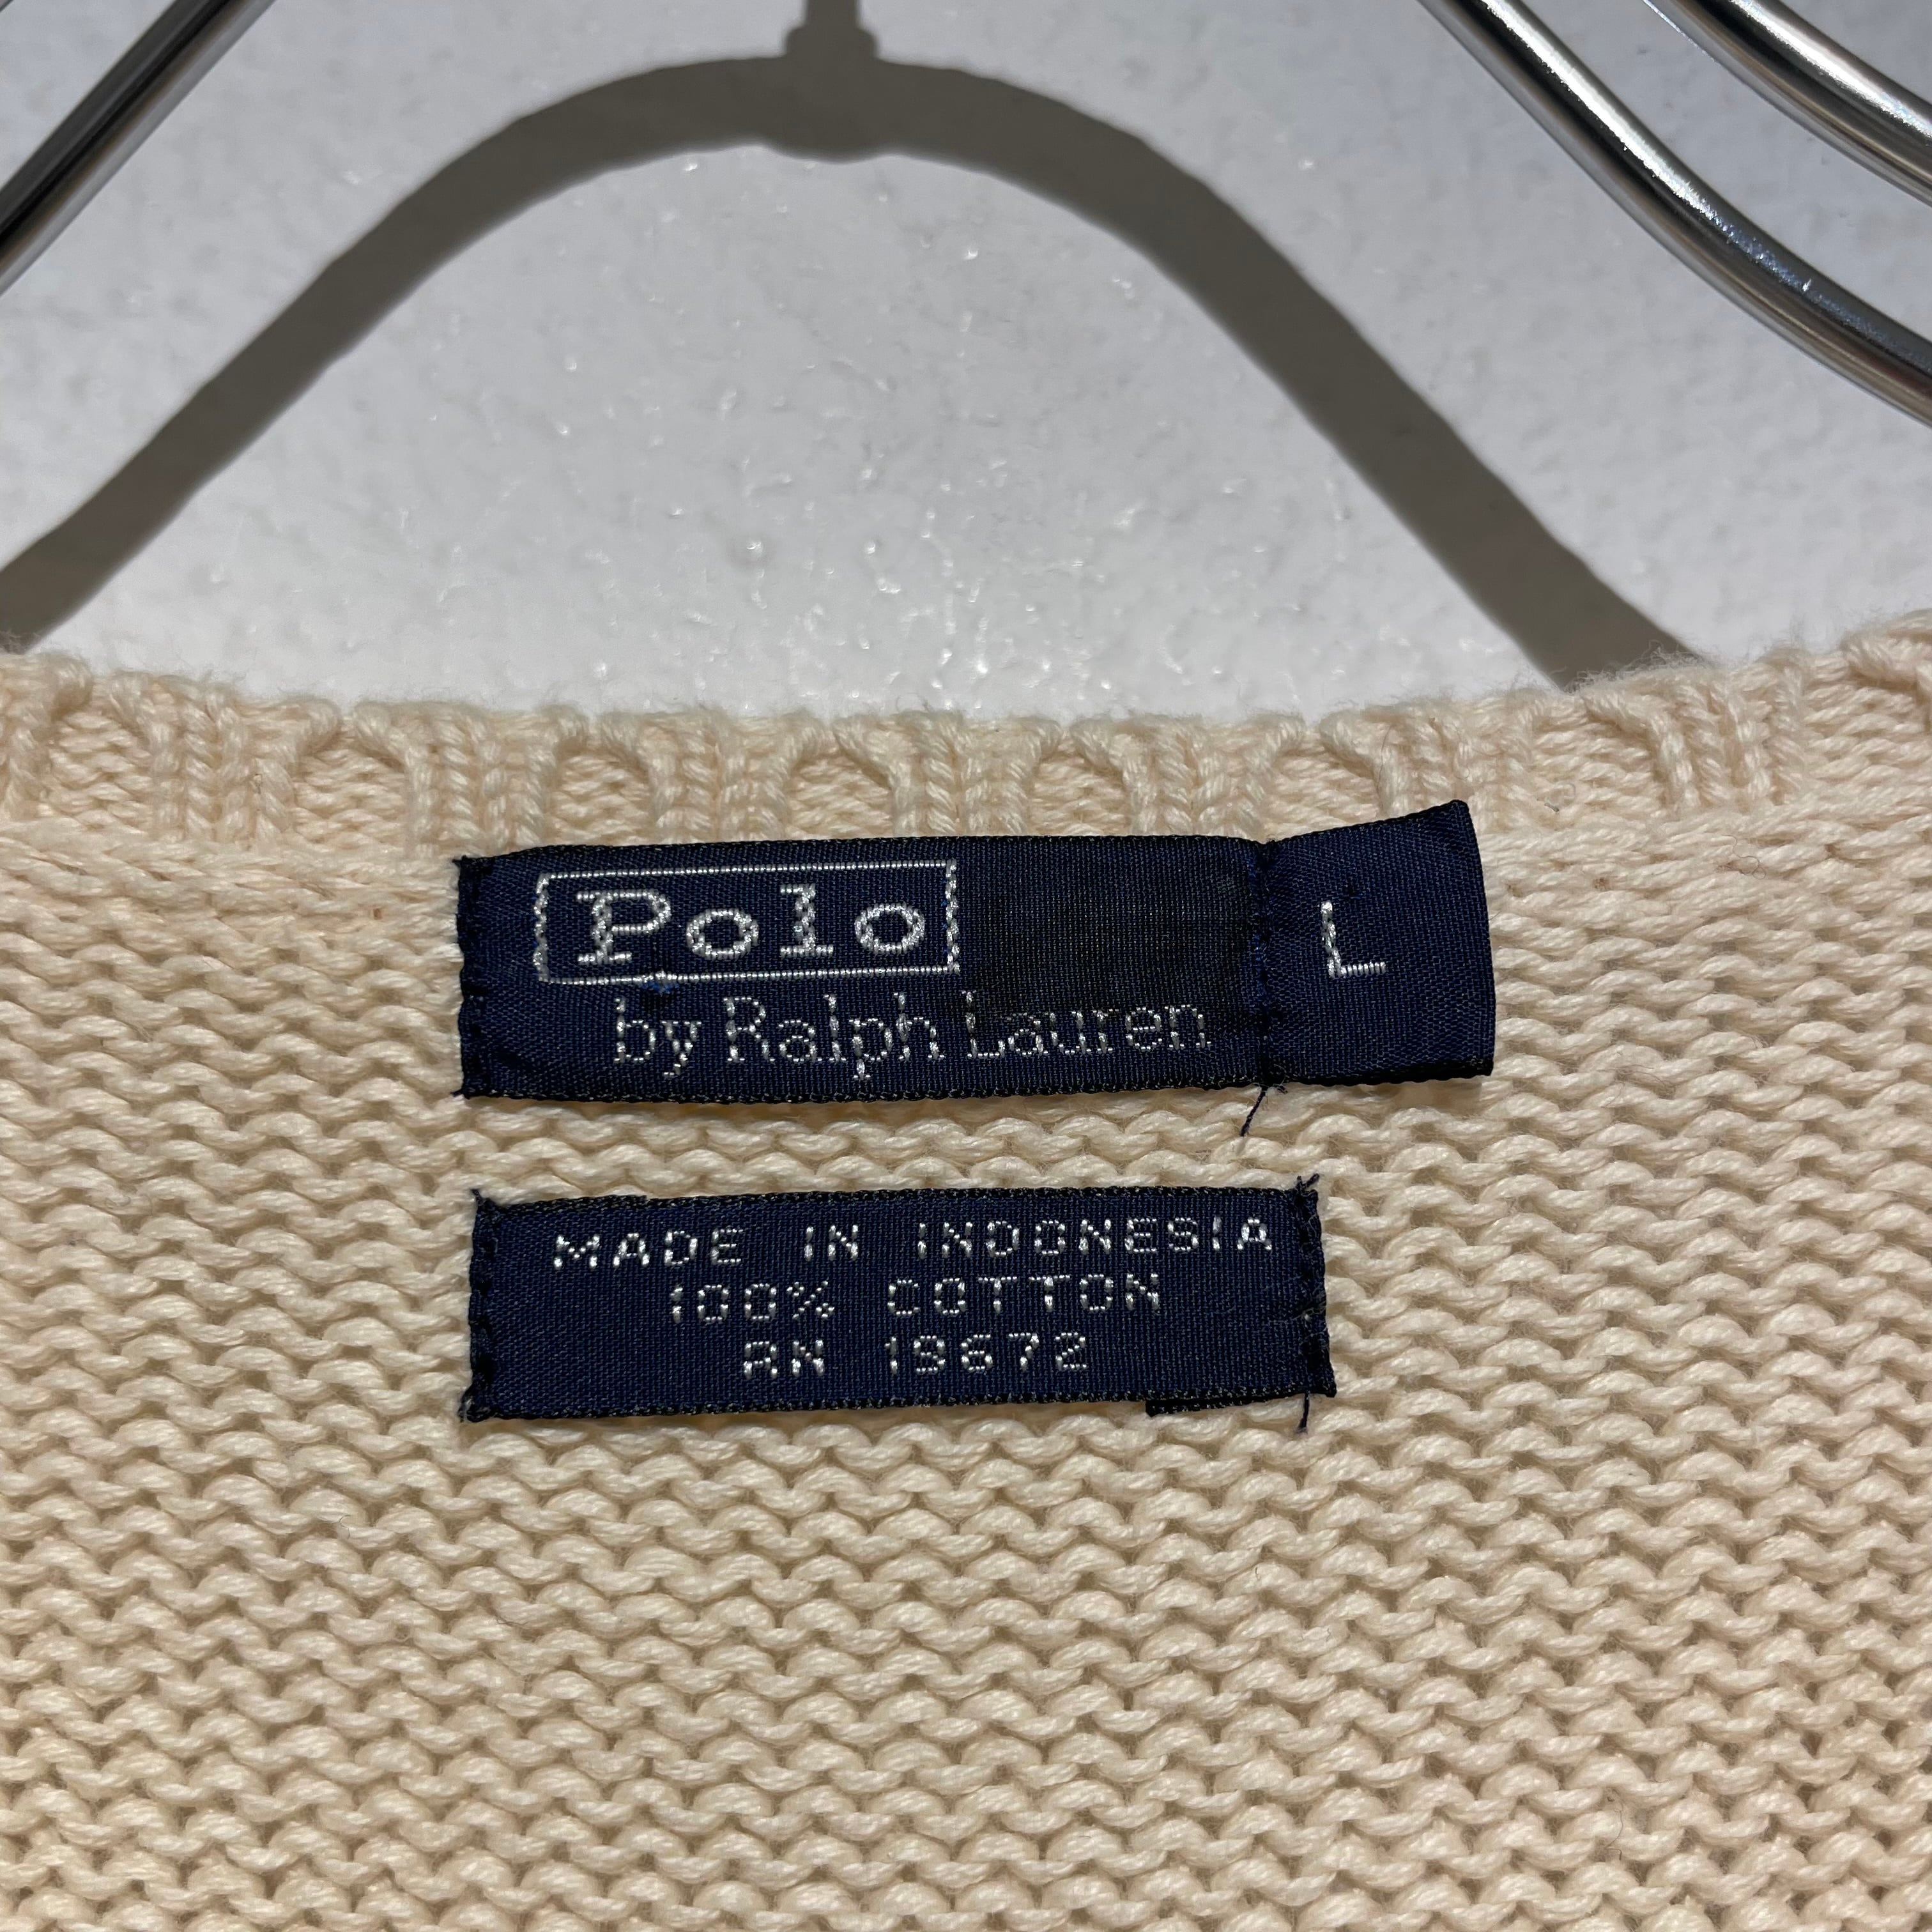 Polo
by Ralph Lauren
L
MADE IN INDONESIA
100% COTTON
RN 19672